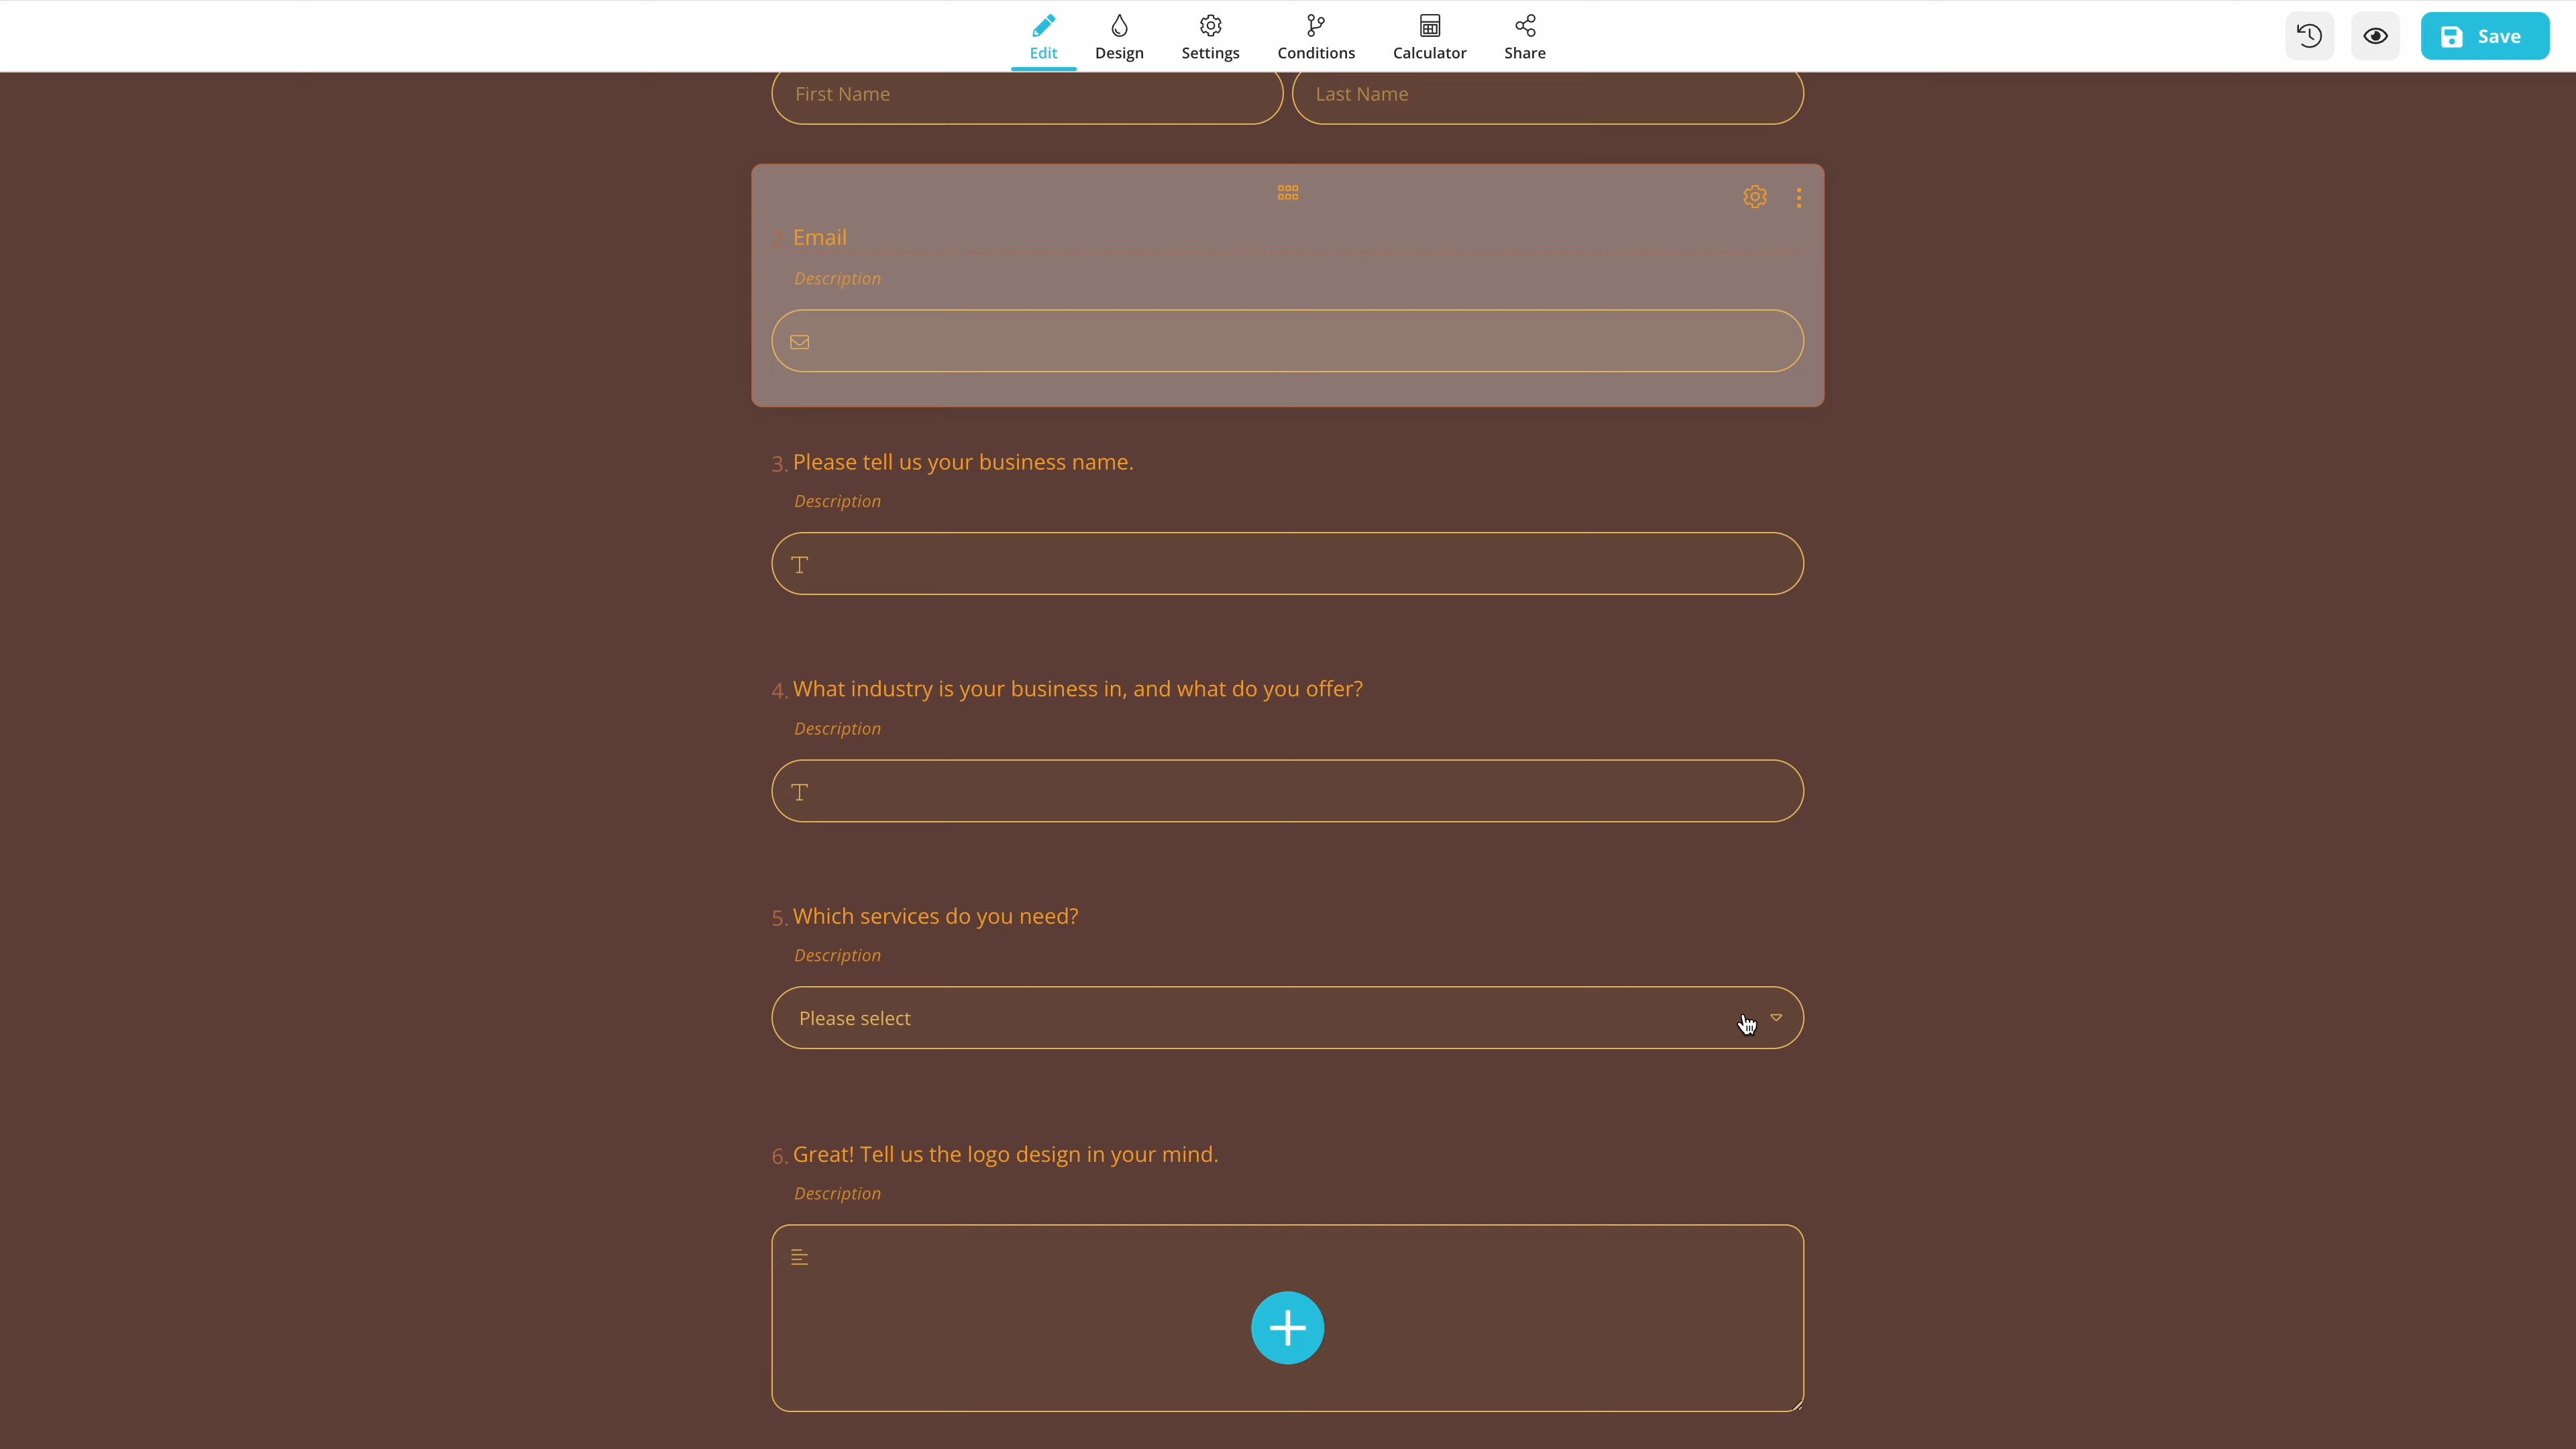 Edit
Design
Settings
Conditions
Calculator
Share
Save
First Name
Last Name
2. Email
Description
3. Please tell us your business name.
Description
4. What industry is your business in, and what do you offer?
Description
5. Which services do you need?
Description
Please select
6. Great! Tell us the logo design in your mind.
Description